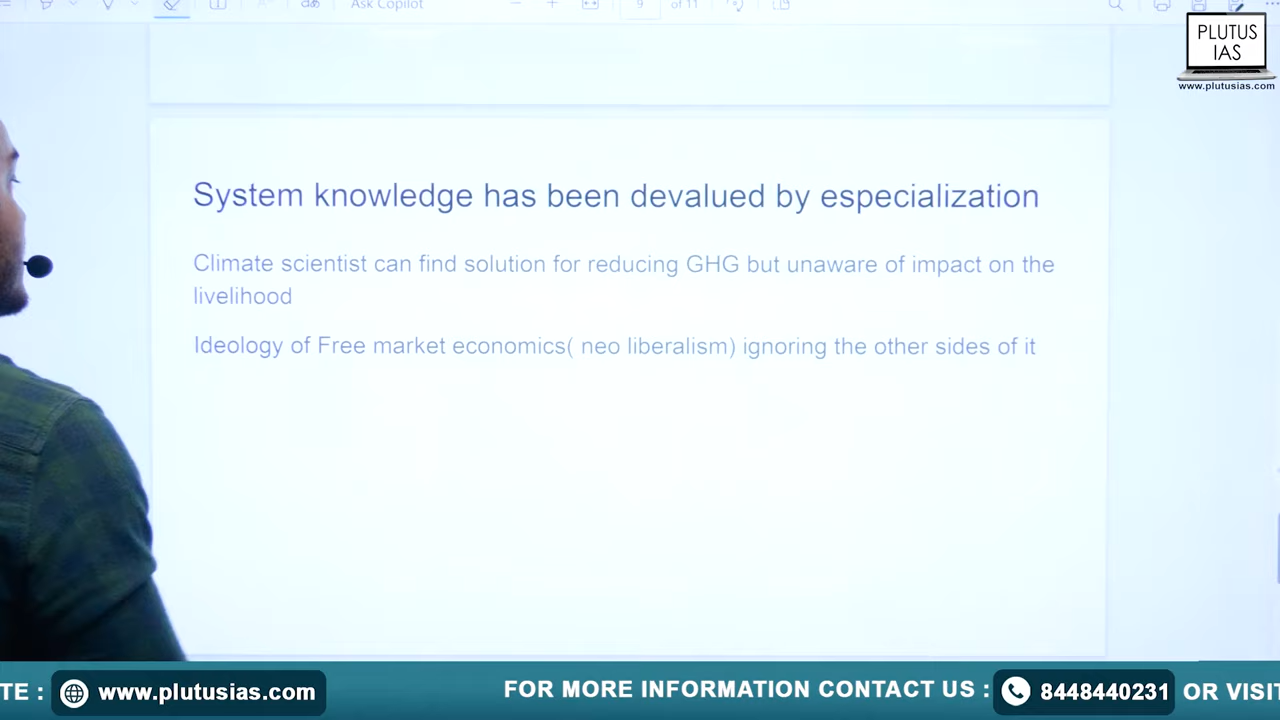 Ask Copilot
9
of 11
PLUTUS
IAS
www.plutusias.com
System knowledge has been devalued by especialization
Climate scientist can find solution for reducing GHG but unaware of impact on the
livelihood
Ideology of Free market economics( neo liberalism) ignoring the other sides of it
TE : www.plutusias.com FOR MORE INFORMATION CONTACT US : 8448440231 OR VISIT